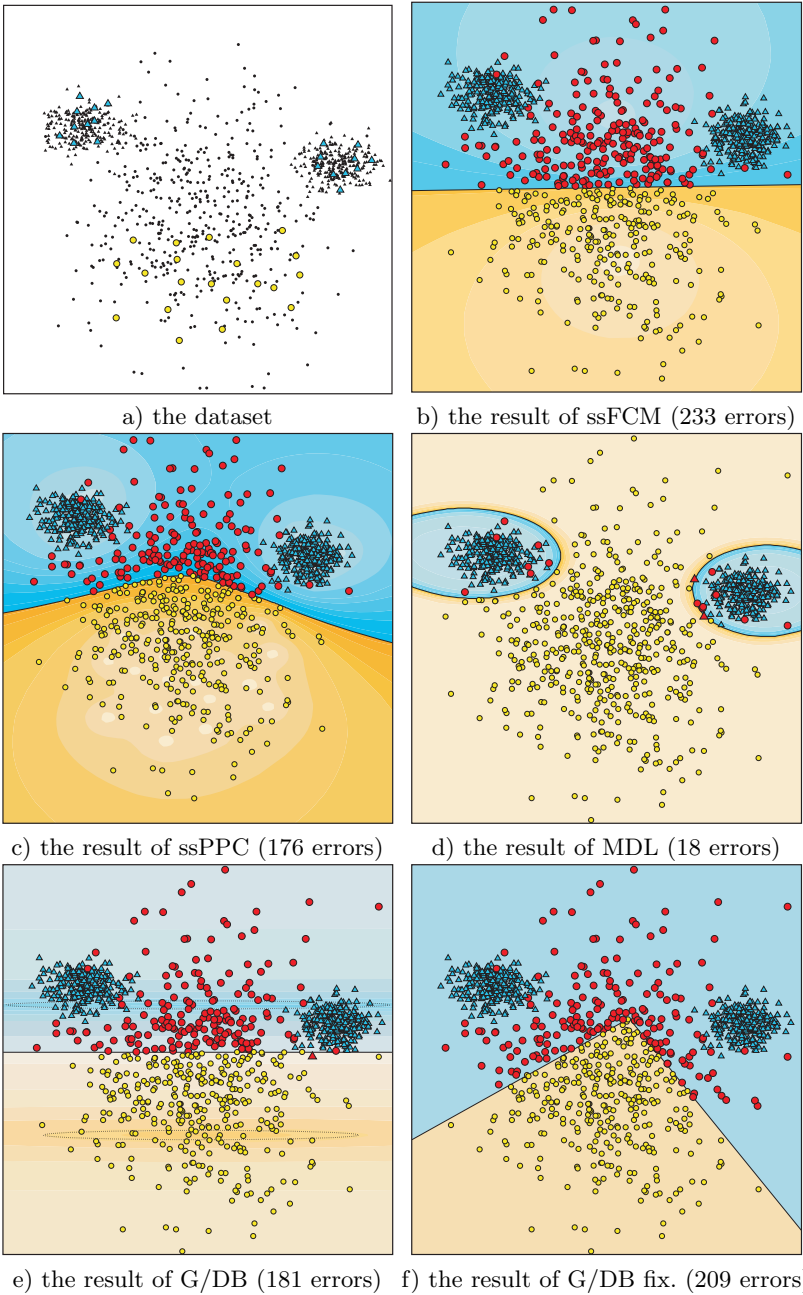 a) the dataset
b) the result of ssFCM (233 errors)
c) the result of ssPPC (176 errors)
d) the result of MDL (18 errors)
e) the result of G/DB (181 errors)
f) the result of G/DB fix. (209 errors)